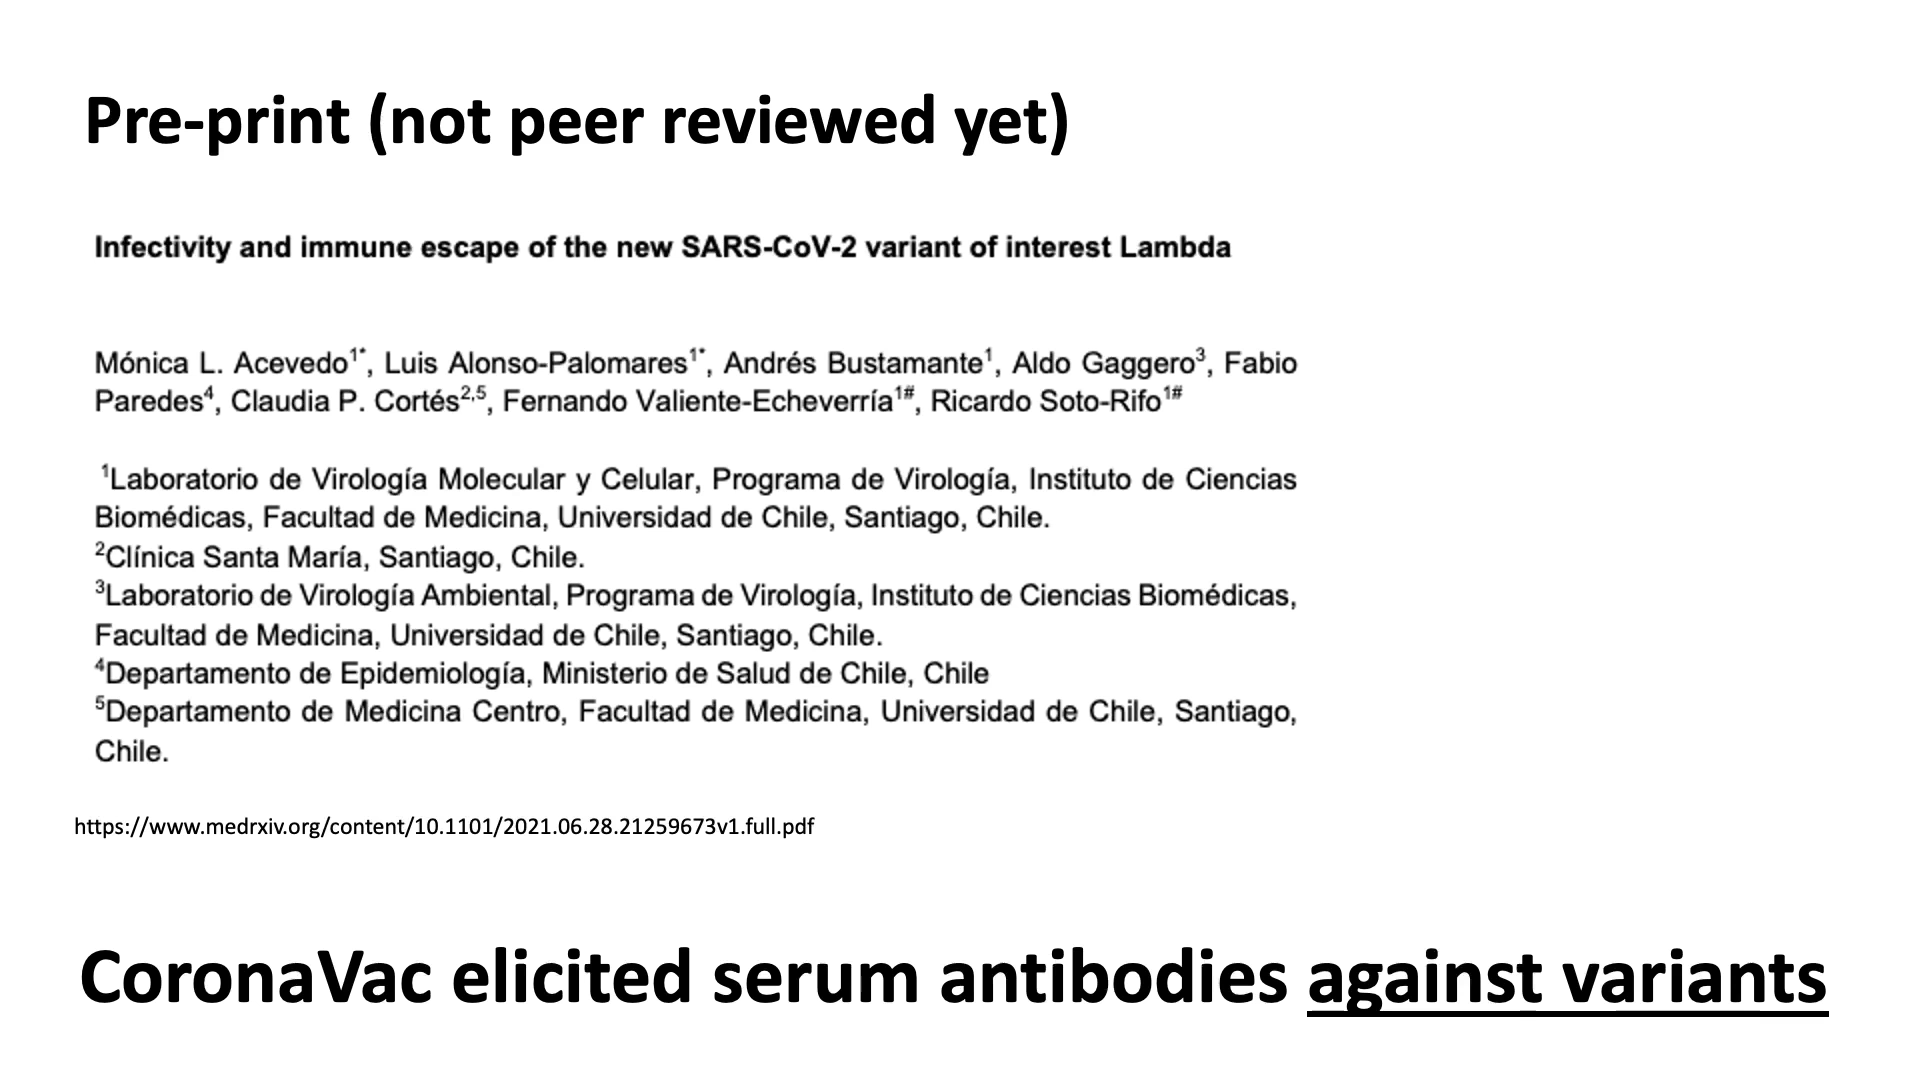 Pre-print (not peer reviewed yet)
Infectivity and immune escape of the new SARS-CoV-2 variant of interest Lambda
Mónica L. Acevedo1*, Luis Alonso-Palomares1*, Andrés Bustamante1, Aldo Gaggero3, Fabio
Paredes4, Claudia P. Cortés2,5, Fernando Valiente-Echeverría1#, Ricardo Soto-Rifo1#
1Laboratorio de Virología Molecular y Celular, Programa de Virología, Instituto de Ciencias
Biomédicas, Facultad de Medicina, Universidad de Chile, Santiago, Chile.
2Clínica Santa María, Santiago, Chile.
3Laboratorio de Virología Ambiental, Programa de Virología, Instituto de Ciencias Biomédicas,
Facultad de Medicina, Universidad de Chile, Santiago, Chile.
4Departamento de Epidemiología, Ministerio de Salud de Chile, Chile
5Departamento de Medicina Centro, Facultad de Medicina, Universidad de Chile, Santiago,
Chile.
https://www.medrxiv.org/content/10.1101/2021.06.28.21259673v1.full.pdf
CoronaVac elicited serum antibodies against variants